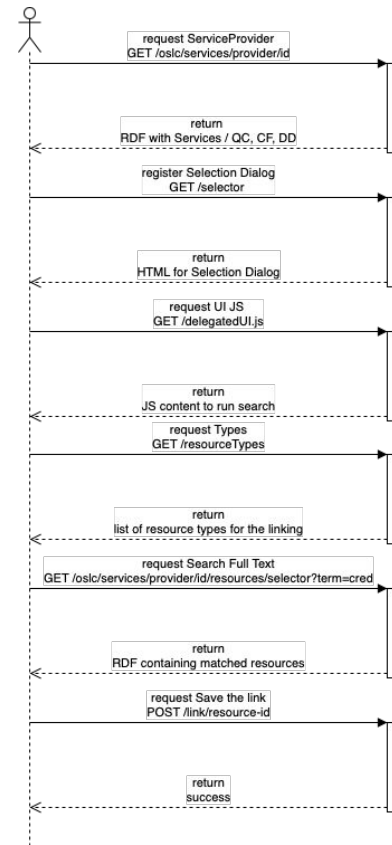 request ServiceProvider
GET /oslc/services/provider/id
return
RDF with Services / QC, CF, DD
register Selection Dialog
GET /selector
return
HTML for Selection Dialog
request UI JS
GET /delegatedUI.js
return
JS content to run search
request Types
GET /resourceTypes
return
list of resource types for the linking
request Search Full Text
GET /oslc/services/provider/id/resources/selector?term=cred
return
RDF containing matched resources
request Save the link
POST /link/resource-id
return
success